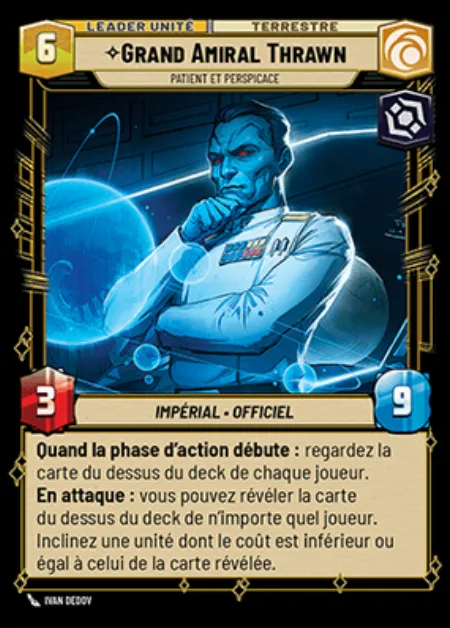 LEADER UNITÉ
TERRESTRE
6
GRAND AMIRAL THRAWN
PATIENT ET PERSPICACE
3
IMPÉRIAL • OFFICIEL
9
Quand la phase d'action débute : regardez la
carte du dessus du deck de chaque joueur.
En attaque : vous pouvez révéler la carte
du dessus du deck de n'importe quel joueur.
Inclinez une unité dont le coût est inférieur ou
égal à celui de la carte révélée.
IVAN DEDOV